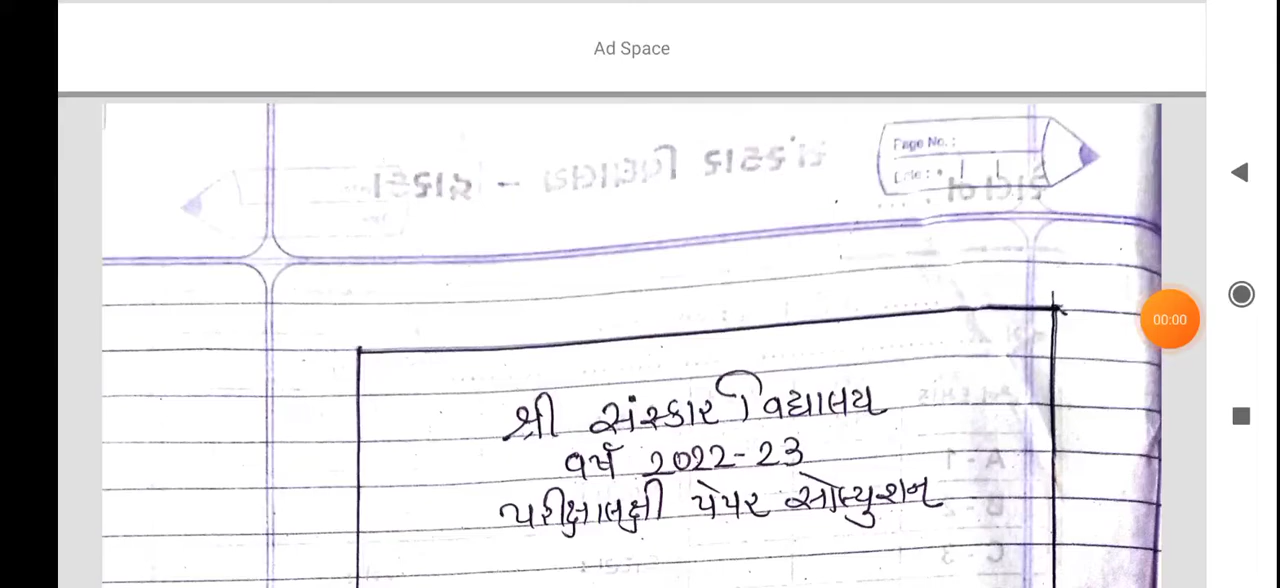 Ad Space
Page No. :
Date :
00:00
શ્રી સંસ્કાર વિદ્યાલય
વર્ષ 2022-23
પરીક્ષાલક્ષી પેપર સોલ્યુશન